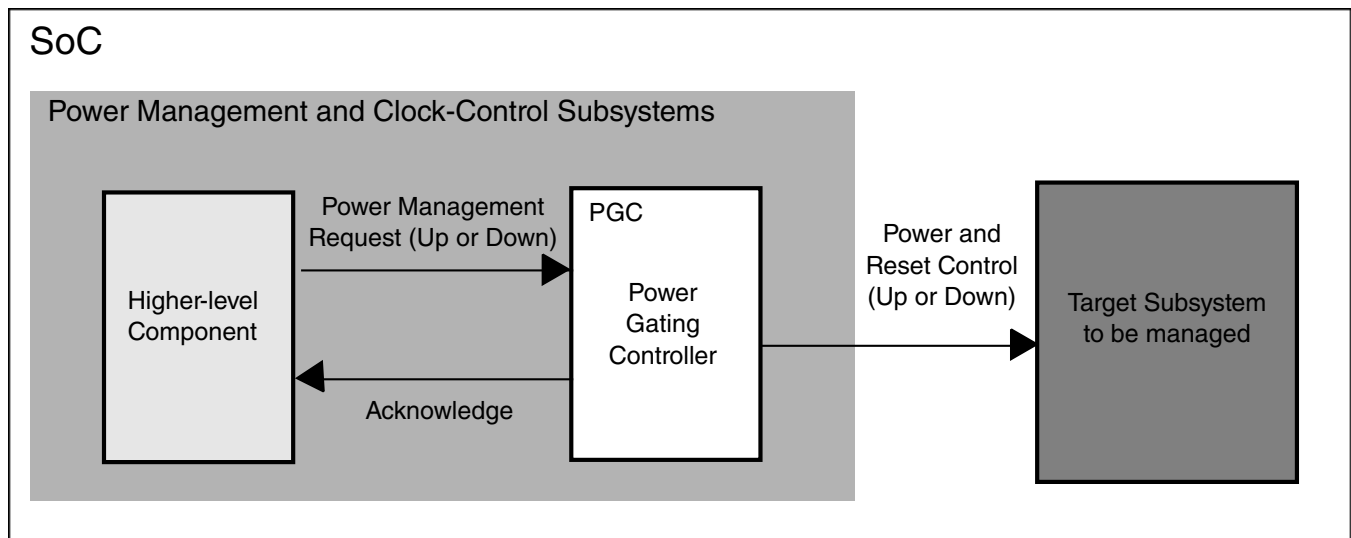 SoC
Power Management and Clock-Control Subsystems
Power Management
Request (Up or Down)
Higher-level
Component
Acknowledge
PGC
Power
Gating
Controller
Power and
Reset Control
(Up or Down)
Target Subsystem
to be managed